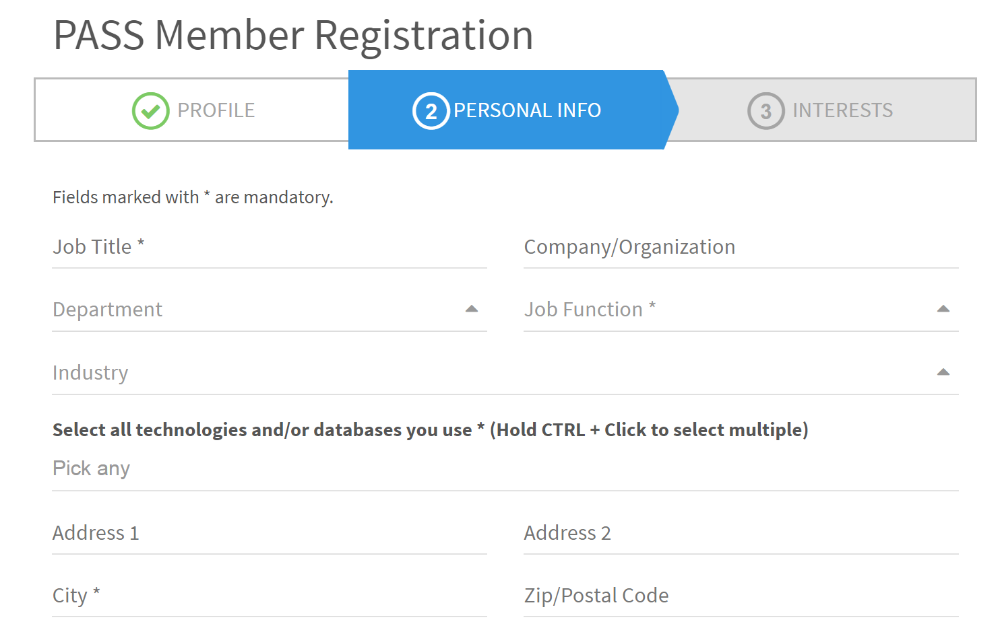 PASS Member Registration
PROFILE
2 PERSONAL INFO
3 INTERESTS
Fields marked with * are mandatory.
Job Title *
Company/Organization
Department
Job Function *
Industry
Select all technologies and/or databases you use * (Hold CTRL + Click to select multiple)
Pick any
Address 1
Address 2
City *
Zip/Postal Code